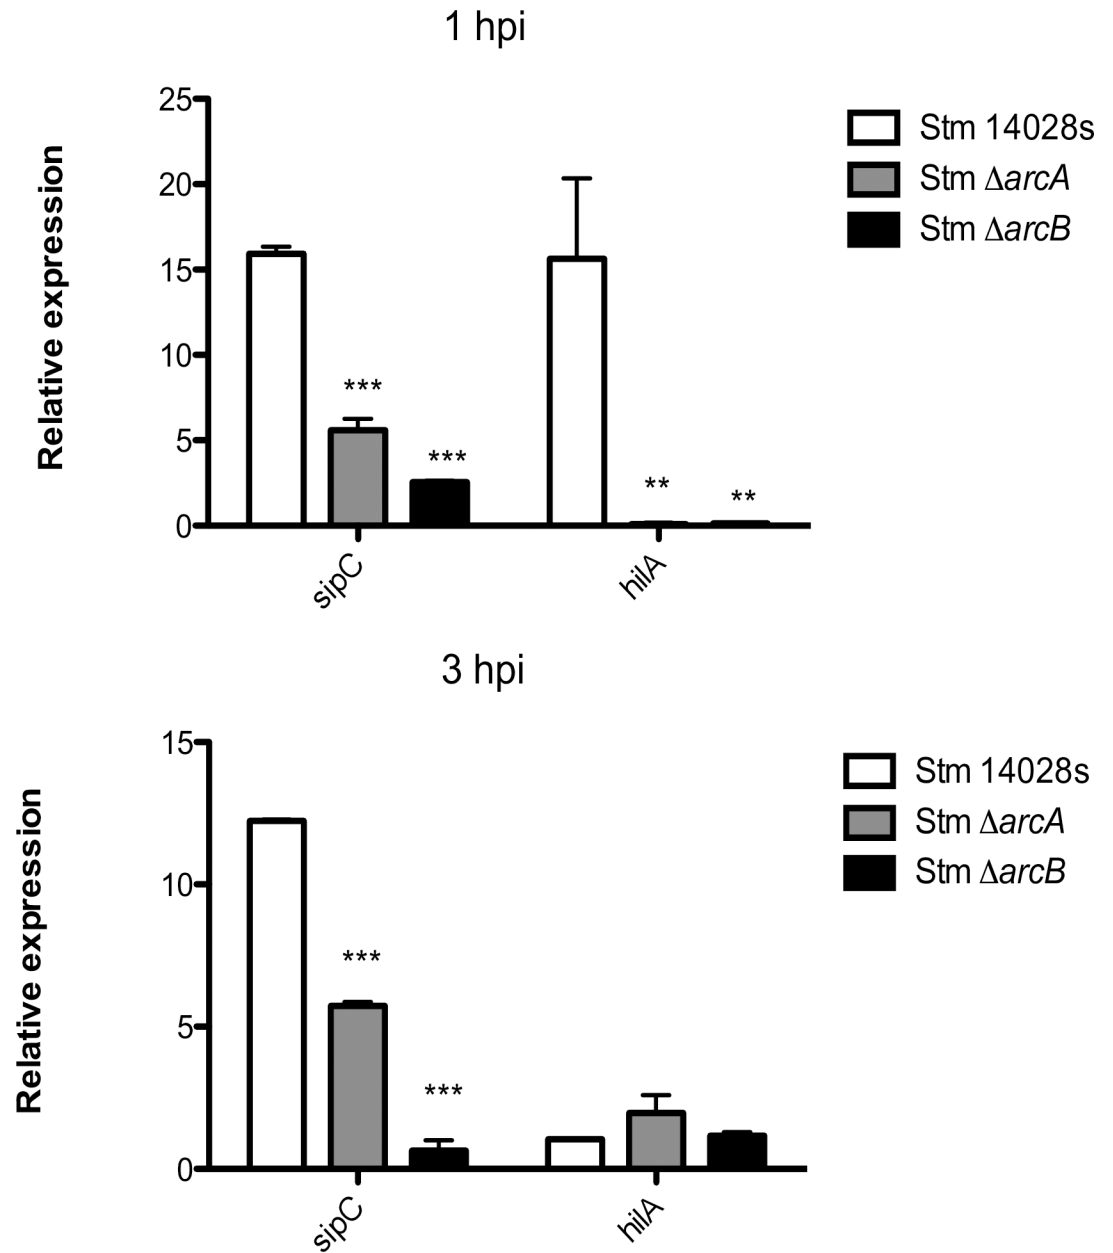 1 hpi
Relative expression
25
20
15
10
5
0
***
***
**
**
sipC
hilA
Stm 14028s
Stm ΔarcA
Stm ΔarcB
3 hpi
Relative expression
15
10
5
0
***
***
sipC
hilA
Stm 14028s
Stm ΔarcA
Stm ΔarcB